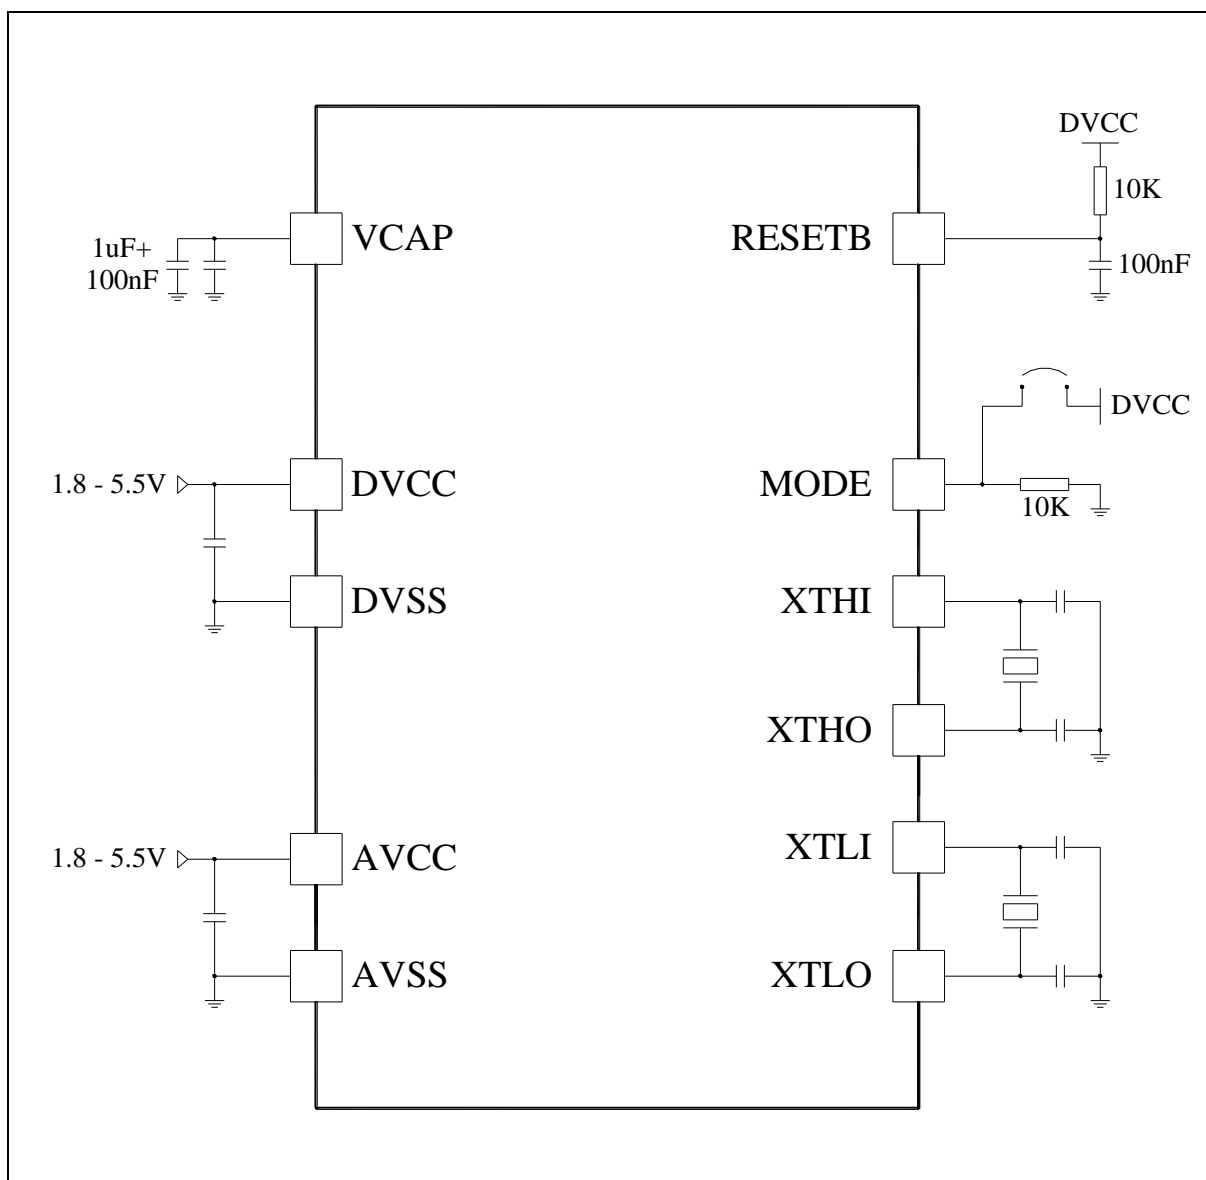 DVCC
10K
1uF+
100nF
VCAP
RESETB
100nF
DVCC
1.8 - 5.5V
DVCC
MODE
10K
DVSS
XTHI
XTHO
1.8 - 5.5V
AVCC
XTLI
AVSS
XTLO